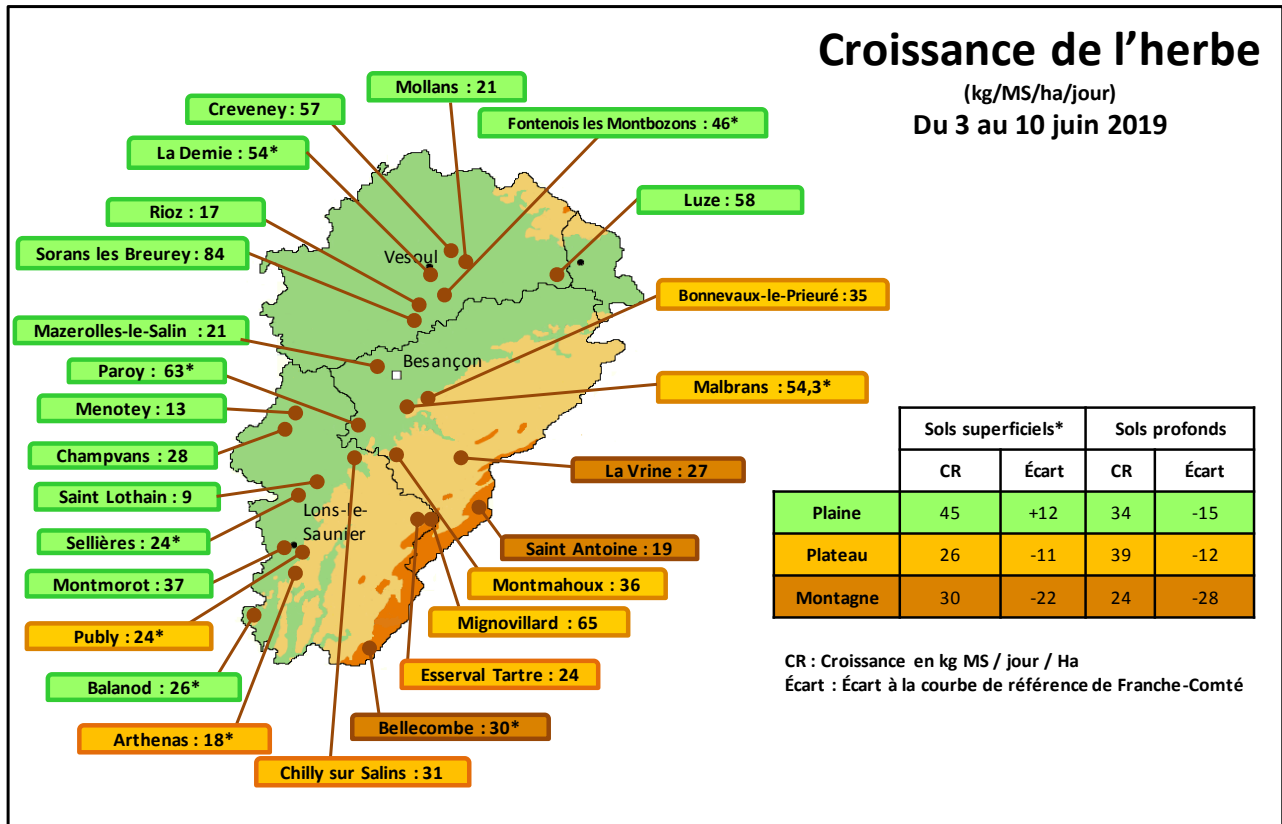 Croissance de l’herbe
(kg/MS/ha/jour)
Du 3 au 10 juin 2019
Mollans : 21
Creveney : 57
Fontenois les Montbozons : 46*
La Demie : 54*
Luze : 58
Rioz : 17
Sorans les Breurey : 84
Vesoul
Bonnevaux-le-Prieuré : 35
Mazerolles-le-Salin : 21
Besançon
Paroy : 63*
Malbrans : 54,3*
Menotey : 13
Champvans : 28
La Vrine : 27
Saint Lothain : 9
Lons-le-
Saunier
Sellières : 24*
Saint Antoine : 19
Montmorot : 37
Montmahoux : 36
Publy : 24*
Mignovillard : 65
Esserval Tartre : 24
Balanod : 26*
Bellecombe : 30*
Arthenas : 18*
Chilly sur Salins : 31
Sols superficiels* Sols profonds
CR Écart CR Écart
Plaine 45 +12 34 -15
Plateau 26 -11 39 -12
Montagne 30 -22 24 -28
CR : Croissance en kg MS / jour / Ha
Écart : Écart à la courbe de référence de Franche-Comté